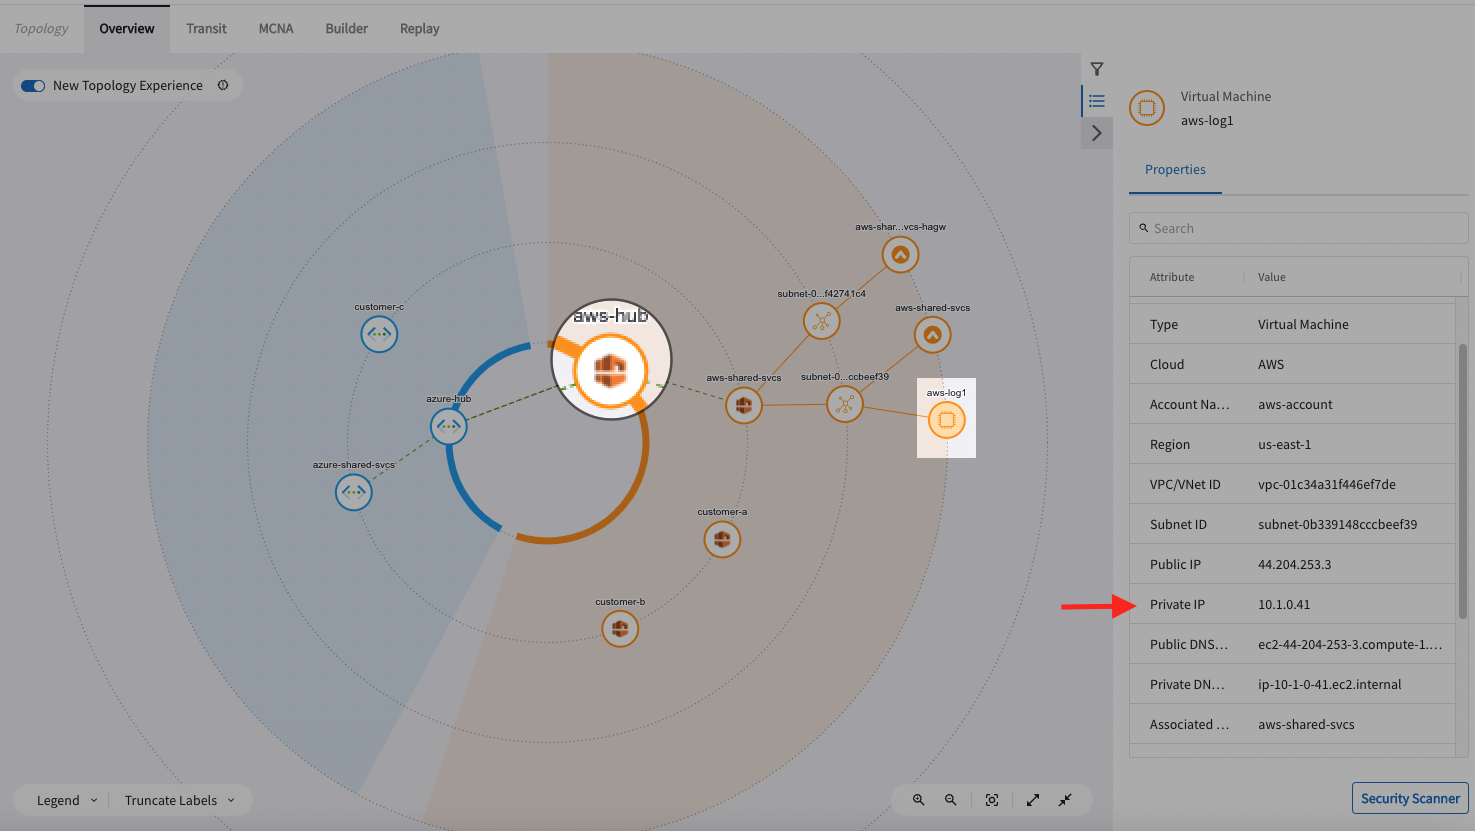 Topology
Overview
Transit
MCNA
Builder
Replay
New Topology Experience
Virtual Machine
aws-log1
Properties
Search
Attribute Value
Type Virtual Machine
Cloud AWS
Account Na... aws-account
Region us-east-1
VPC/VNet ID vpc-01c34a31f446ef7de
Subnet ID subnet-0b339148cccbeef39
Public IP 44.204.253.3
Private IP 10.1.0.41
Public DNS... ec2-44-204-253-3.compute-1....
Private DN... ip-10-1-0-41.ec2.internal
Associated ... aws-shared-svcs
Security Scanner
aws-shar...vcs-hagw
subnet-0...f42741c4
customer-c
aws-shared-svcs
aws-hub
aws-shared-svcs
subnet-0...ccbeef39
aws-log1
azure-hub
azure-shared-svcs
customer-a
customer-b
Legend
Truncate Labels